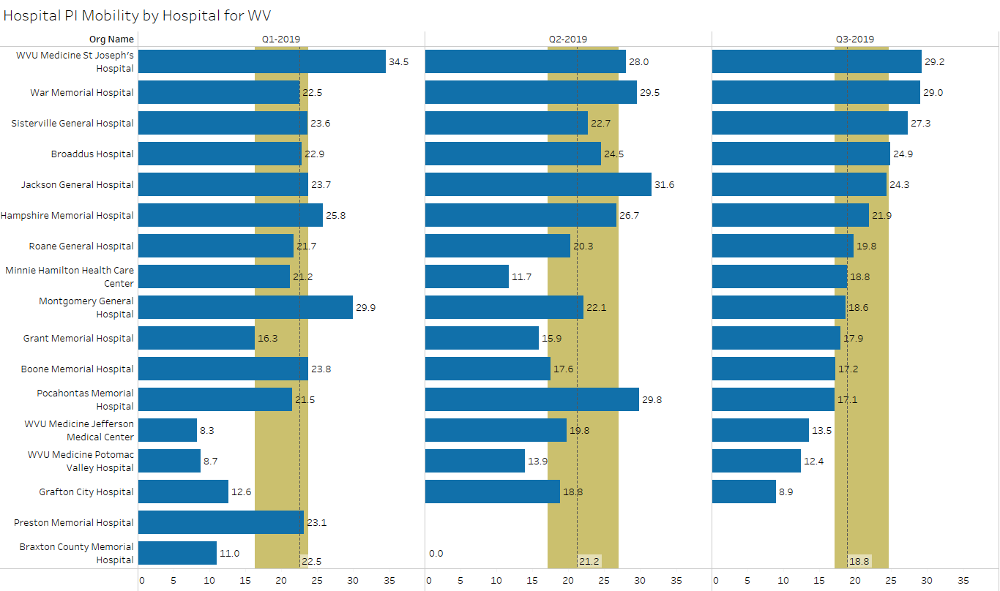 Hospital PI Mobility by Hospital for WV
Org Name Q1-2019 Q2-2019 Q3-2019
WVU Medicine St Joseph's
Hospital 34.5 28.0 29.2
War Memorial Hospital 22.5 29.5 29.0
Sisterville General Hospital 23.6 22.7 27.3
Broaddus Hospital 22.9 24.5 24.9
Jackson General Hospital 23.7 31.6 24.3
Hampshire Memorial Hospital 25.8 26.7 21.9
Roane General Hospital 21.7 20.3 19.8
Minnie Hamilton Health Care
Center 21.2 11.7 18.8
Montgomery General
Hospital 29.9 22.1 18.6
Grant Memorial Hospital 16.3 15.9 17.9
Boone Memorial Hospital 23.8 17.6 17.2
Pocahontas Memorial
Hospital 21.5 29.8 17.1
WVU Medicine Jefferson
Medical Center 8.3 19.8 13.5
WVU Medicine Potomac
Valley Hospital 8.7 13.9 12.4
Grafton City Hospital 12.6 18.8 8.9
Preston Memorial Hospital 23.1
Braxton County Memorial
Hospital 11.0 0.0
22.5 21.2 18.8
0 5 10 15 20 25 30 35 0 5 10 15 20 25 30 35 0 5 10 15 20 25 30 35